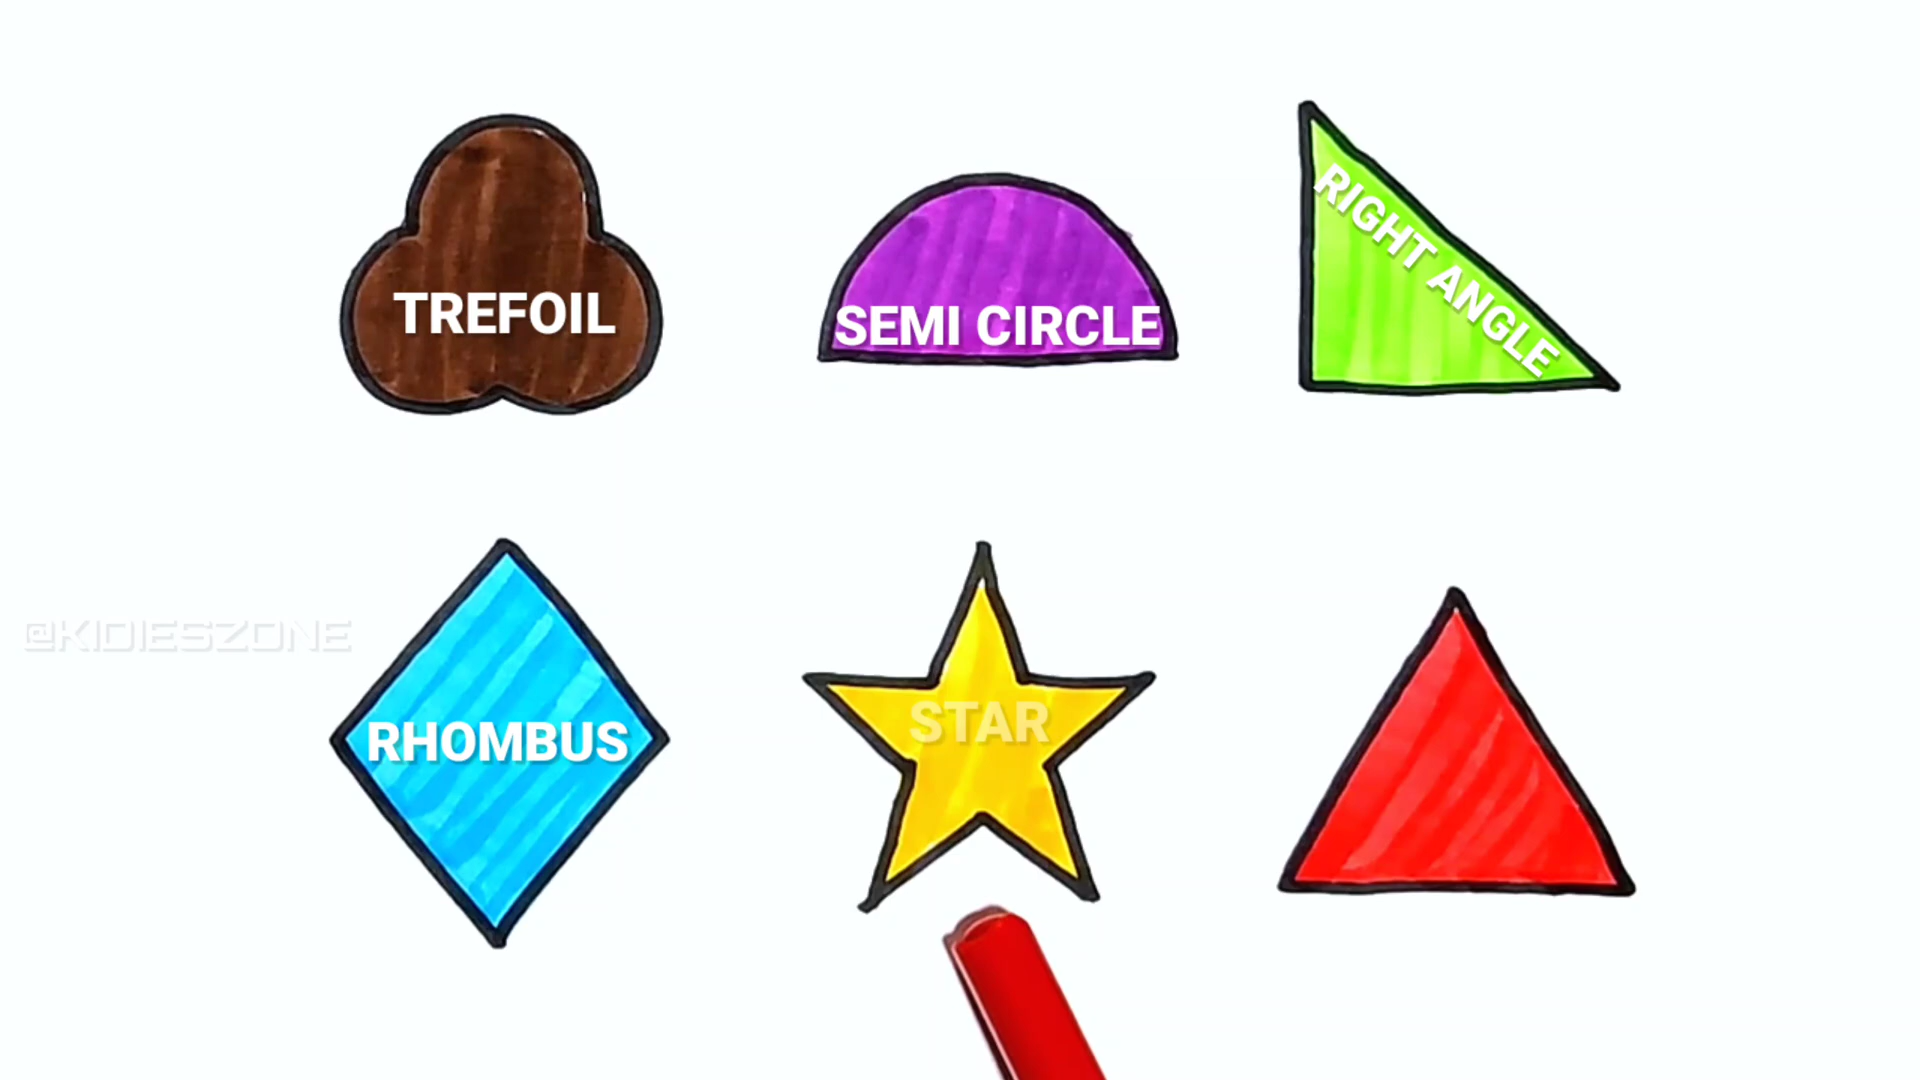 TREFOIL
SEMI CIRCLE
RIGHT ANGLE
@KIDIESZONE
RHOMBUS
STAR